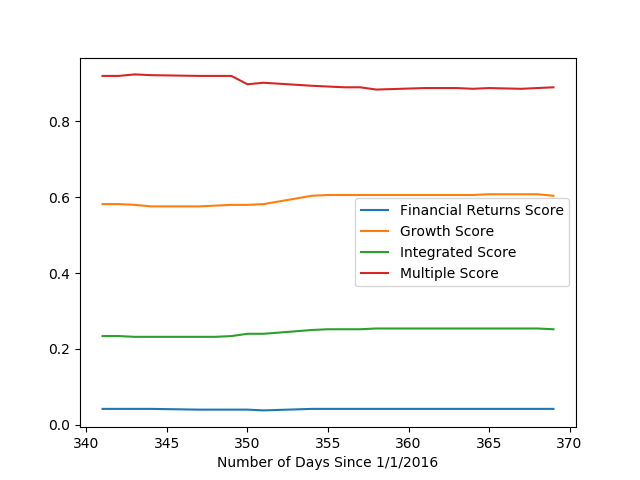 0.8
0.6
0.4
0.2
0.0
Financial Returns Score
Growth Score
Integrated Score
Multiple Score
340 345 350 355 360 365 370
Number of Days Since 1/1/2016